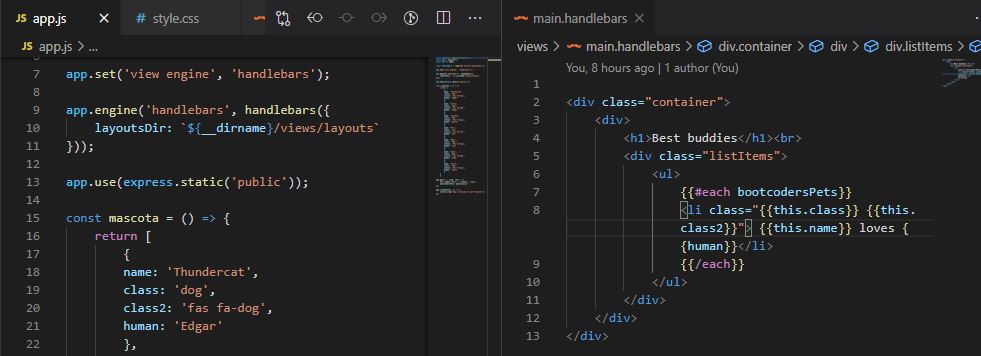 JS app.js
# style.css
JS app.js > ...
7 app.set('view engine', 'handlebars');
8
9 app.engine('handlebars', handlebars({
10 layoutsDir: `${__dirname}/views/layouts`
11 }));
12
13 app.use(express.static('public'));
14
15 const mascota = () => {
16 return [
17 {
18 name: 'Thundercat',
19 class: 'dog',
20 class2: 'fas fa-dog',
21 human: 'Edgar'
22 },
main.handlebars
views > main.handlebars > div.container > div > div.listItems >
You, 8 hours ago | 1 author (You)
1
2 <div class="container">
3 <div>
4 <h1>Best buddies</h1><br>
5 <div class="listItems">
6 <ul>
7 {{#each bootcodersPets}}
8 <li class="{{this.class}} {{this.
class2}}"> {{this.name}} loves {
{human}}</li>
9 {{/each}}
10 </ul>
11 </div>
12 </div>
13 </div>